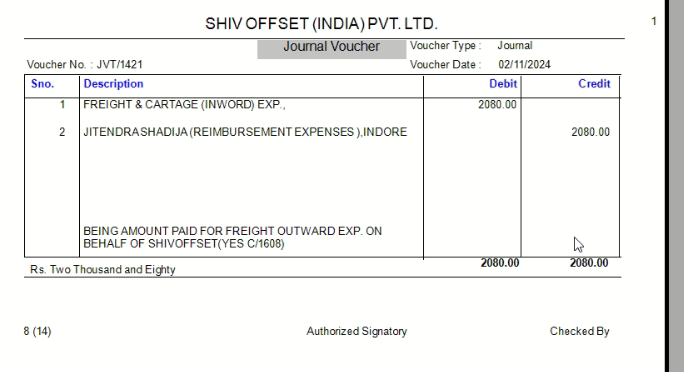 SHIV OFFSET (INDIA) PVT. LTD.
1
Journal Voucher
Voucher Type : Journal
Voucher No. : JVT/1421
Voucher Date : 02/11/2024
Sno. Description Debit Credit
1 FREIGHT & CARTAGE (INWORD) EXP., 2080.00
2 JITENDRA SHADIJA (REIMBURSEMENT EXPENSES ),INDORE 2080.00
BEING AMOUNT PAID FOR FREIGHT OUTWARD EXP. ON
BEHALF OF SHIVOFFSET(YES C/1608)
2080.00 2080.00
Rs. Two Thousand and Eighty
8 (14) Authorized Signatory Checked By